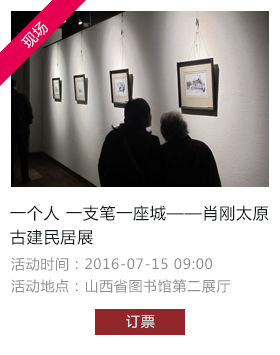 现场
一个人 一支笔一座城——肖刚太原
古建民居展
活动时间：2016-07-15 09:00
活动地点：山西省图书馆第二展厅
订票